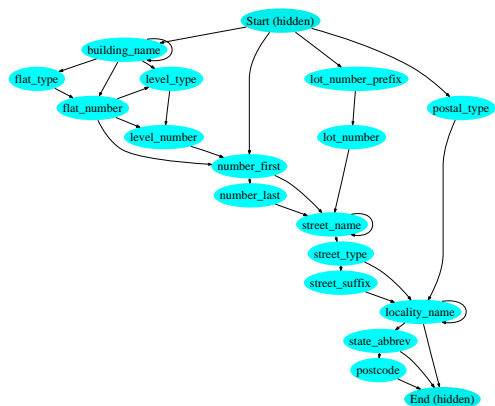 Start (hidden)
building_name
flat_type
level_type
lot_number_prefix
flat_number
postal_type
level_number
lot_number
number_first
number_last
street_name
street_type
street_suffix
locality_name
state_abbrev
postcode
End (hidden)